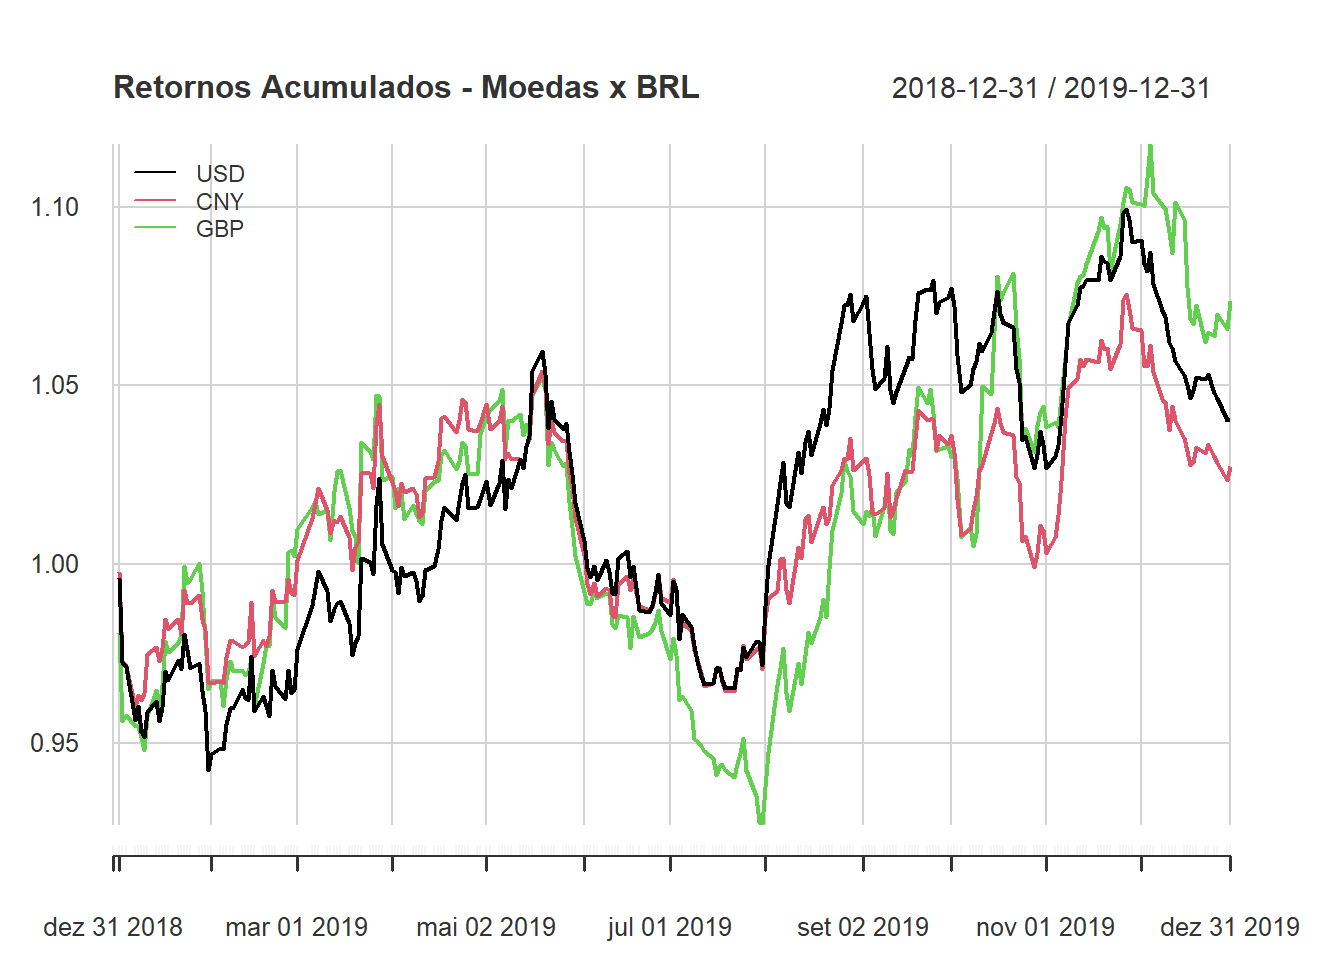 Retornos Acumulados - Moedas x BRL
2018-12-31 / 2019-12-31
USD
CNY
GBP
1.10
1.05
1.00
0.95
dez 31 2018
mar 01 2019
mai 02 2019
jul 01 2019
set 02 2019
nov 01 2019
dez 31 2019